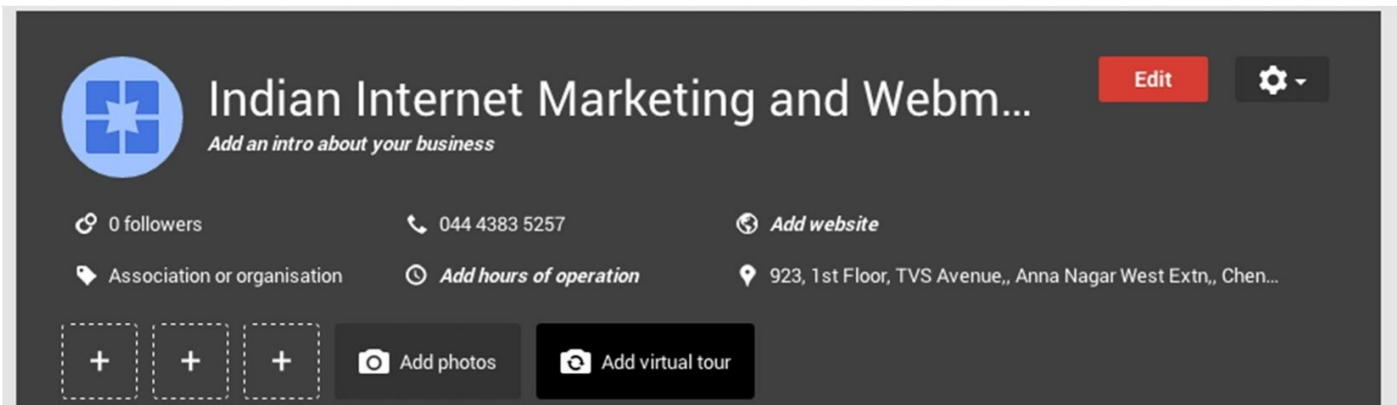 Indian Internet Marketing and Webm...
Edit
Add an intro about your business
0 followers
044 4383 5257
Add website
Association or organisation
Add hours of operation
923, 1st Floor, TVS Avenue,, Anna Nagar West Extn,, Chen...
+ + +
Add photos
Add virtual tour